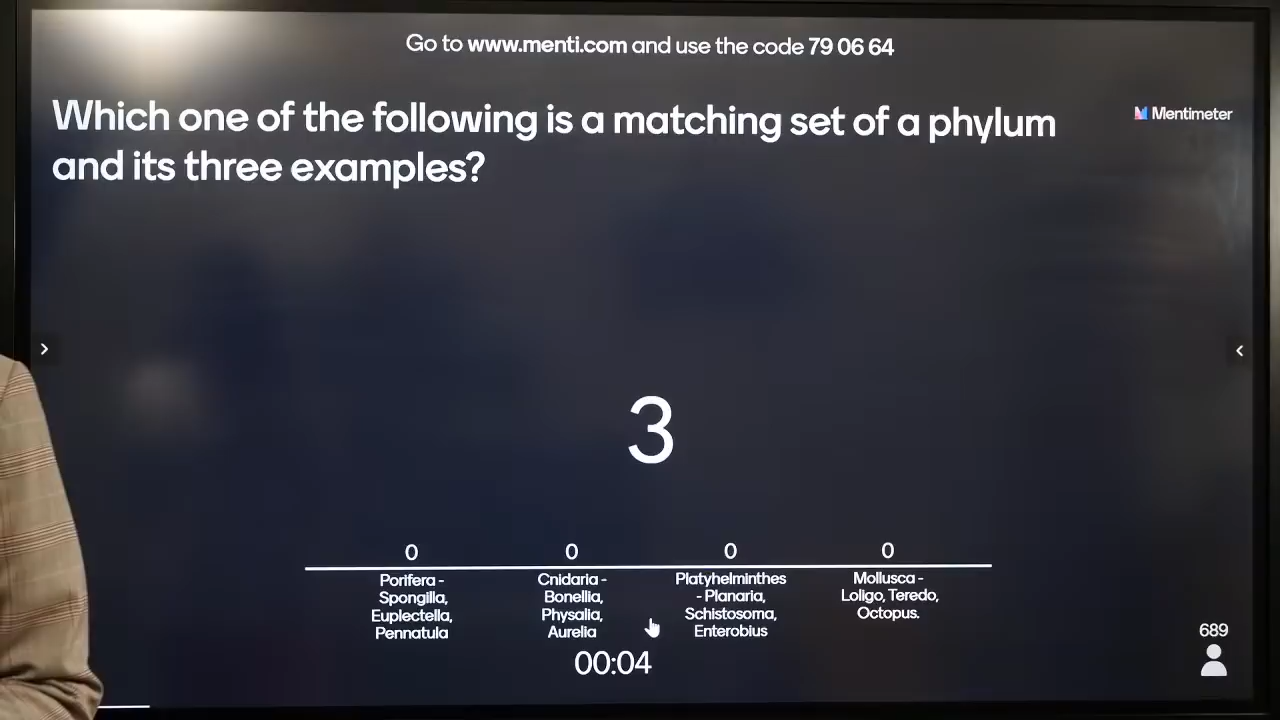 Go to www.menti.com and use the code 79 06 64
Which one of the following is a matching set of a phylum
and its three examples?
Mentimeter
3
0
0
0
0
Porifera -
Spongilla,
Euplectella,
Pennatula
Cnidaria -
Bonellia,
Physalia,
Aurelia
Platyhelminthes
- Planaria,
Schistosoma,
Enterobius
Mollusca -
Loligo, Teredo,
Octopus.
00:04
689